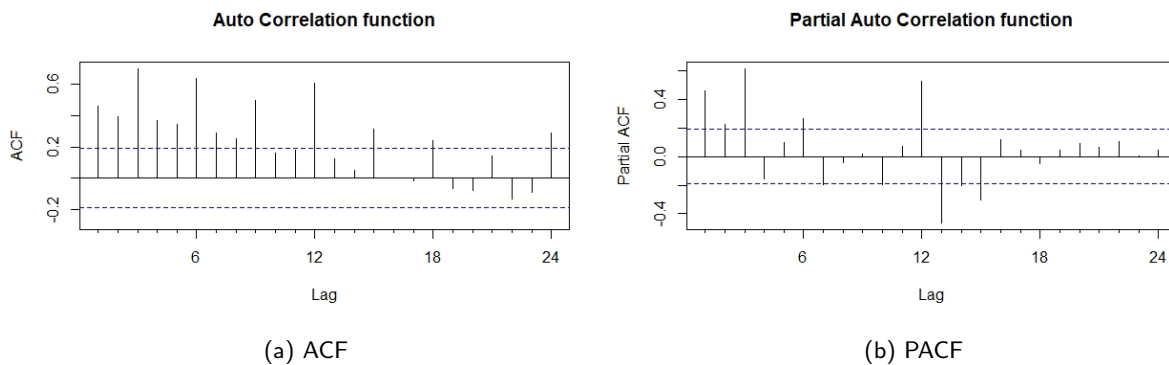 Auto Correlation function
ACF
0.6
0.2
-0.2
6
12
18
24
Lag
(a) ACF
Partial Auto Correlation function
Partial ACF
0.4
0.0
-0.4
6
12
18
24
Lag
(b) PACF